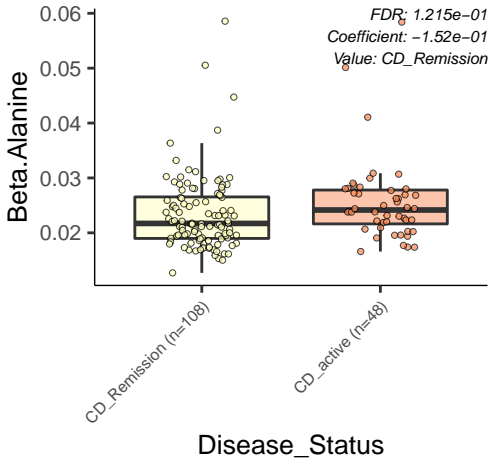 FDR: 1.215e−01
Coefficient: −1.52e−01
Value: CD_Remission
0.06
0.05
0.04
0.03
0.02
Beta.Alanine
CD_Remission (n=108)
CD_active (n=48)
Disease_Status